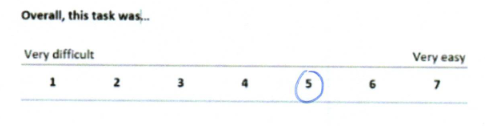 Overall, this task was...
Very difficult Very easy
1 2 3 4 5 6 7